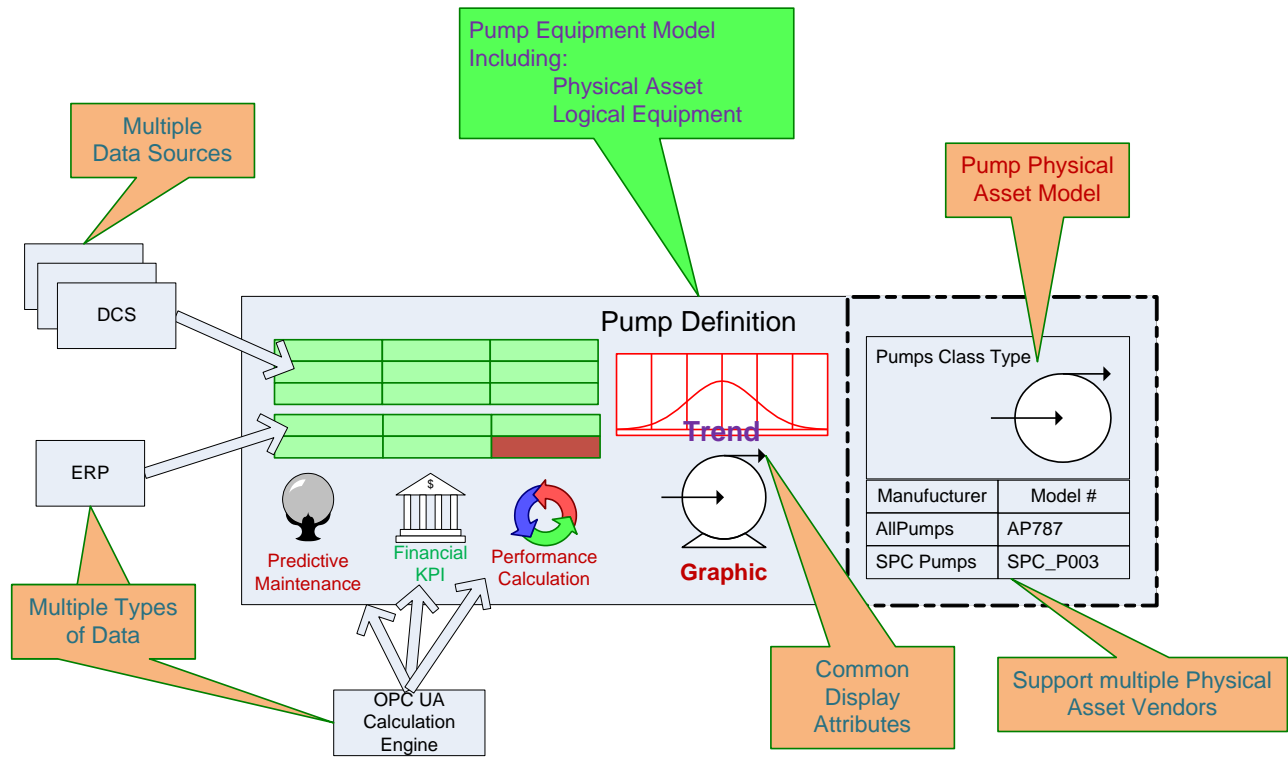 Pump Equipment Model
Including:
Physical Asset
Logical Equipment
Multiple
Data Sources
Pump Physical
Asset Model
DCS
Pump Definition
Pumps Class Type
Trend
ERP
$
Manufucturer
Model #
AllPumps
AP787
SPC Pumps
SPC_P003
Predictive
Maintenance
Financial
KPI
Performance
Calculation
Graphic
Multiple Types
of Data
Common
Display
Attributes
Support multiple Physical
Asset Vendors
OPC UA
Calculation
Engine